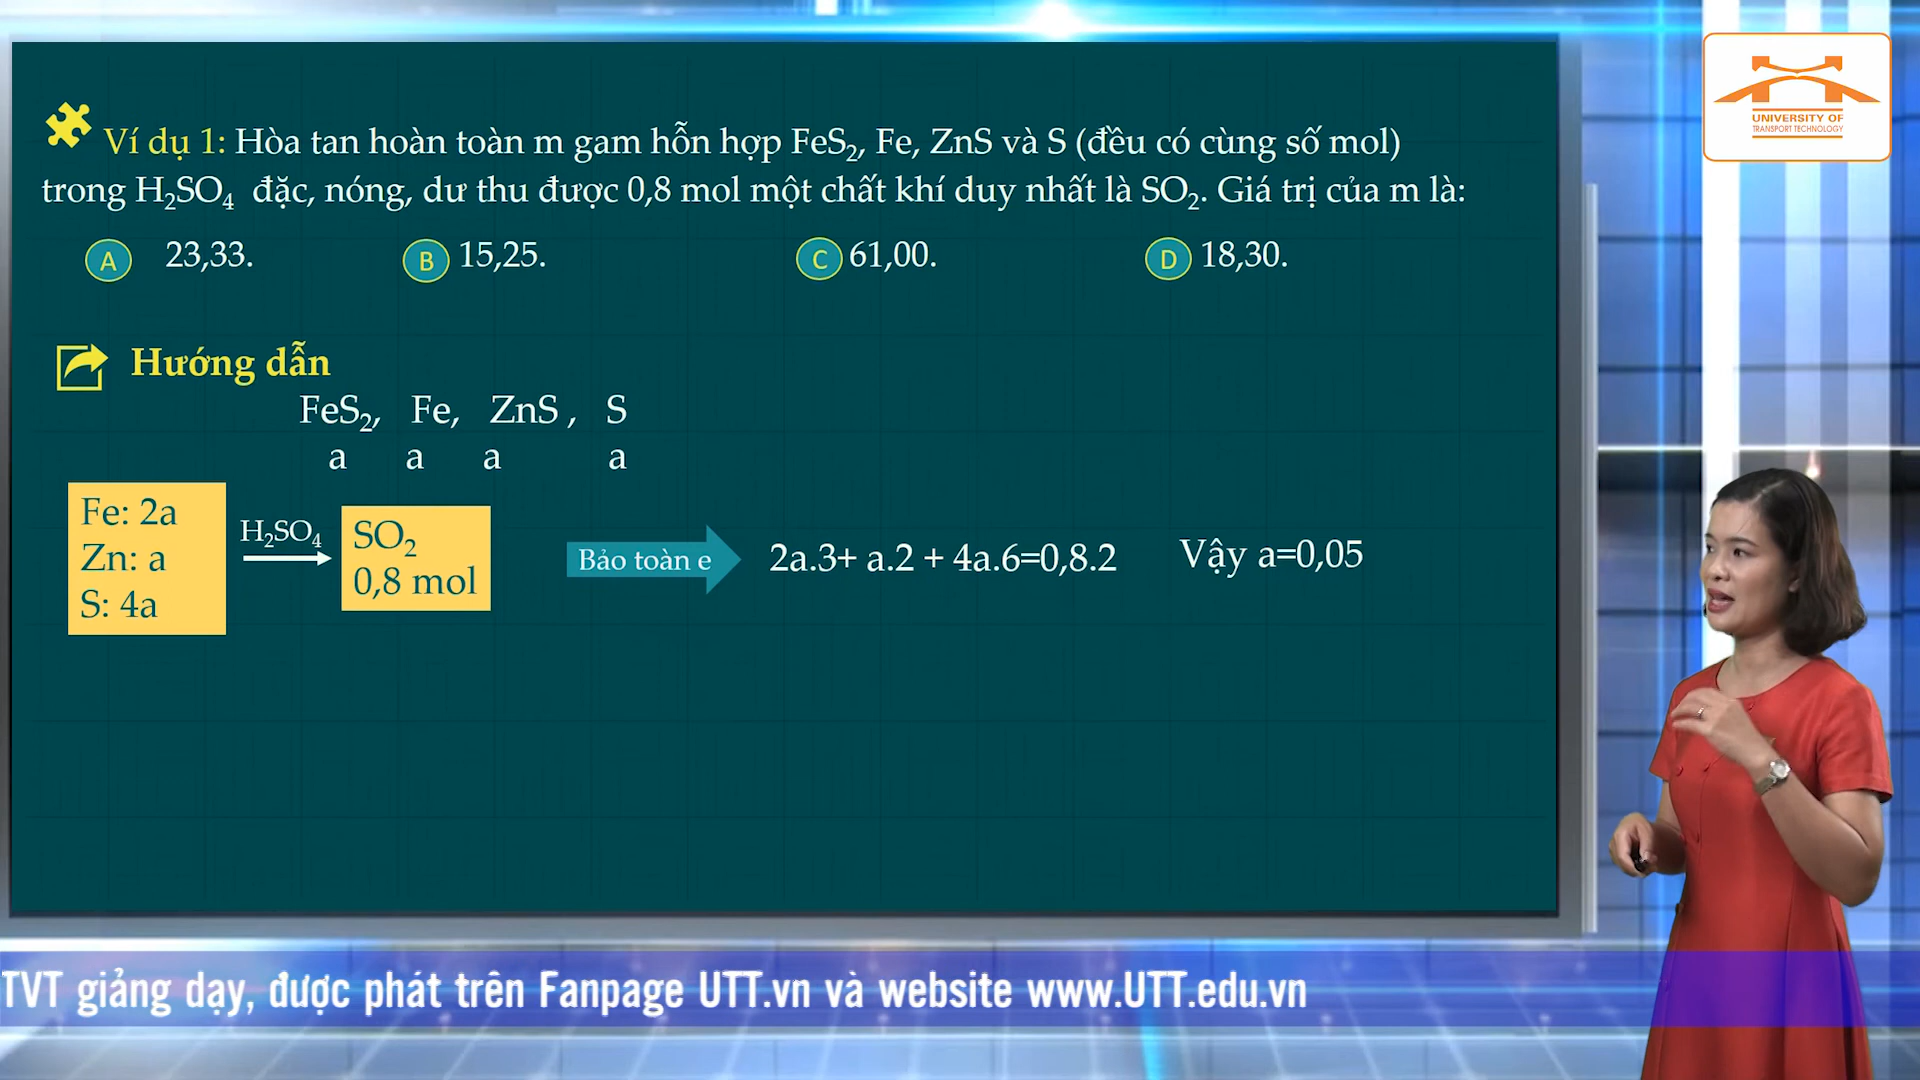 Ví dụ 1: Hòa tan hoàn toàn m gam hỗn hợp FeS₂, Fe, ZnS và S (đều có cùng số mol)
trong H₂SO₄ đặc, nóng, dư thu được 0,8 mol một chất khí duy nhất là SO₂. Giá trị của m là:
A 23,33. B 15,25. C 61,00. D 18,30.
Hướng dẫn
FeS₂, Fe, ZnS , S
a a a a
Fe: 2a
Zn: a
S: 4a
H₂SO₄
SO₂
0,8 mol
Bảo toàn e
2a.3+ a.2 + 4a.6=0,8.2
Vậy a=0,05
UNIVERSITY OF
TRANSPORT TECHNOLOGY
TVT giảng dạy, được phát trên Fanpage UTT.vn và website www.UTT.edu.vn